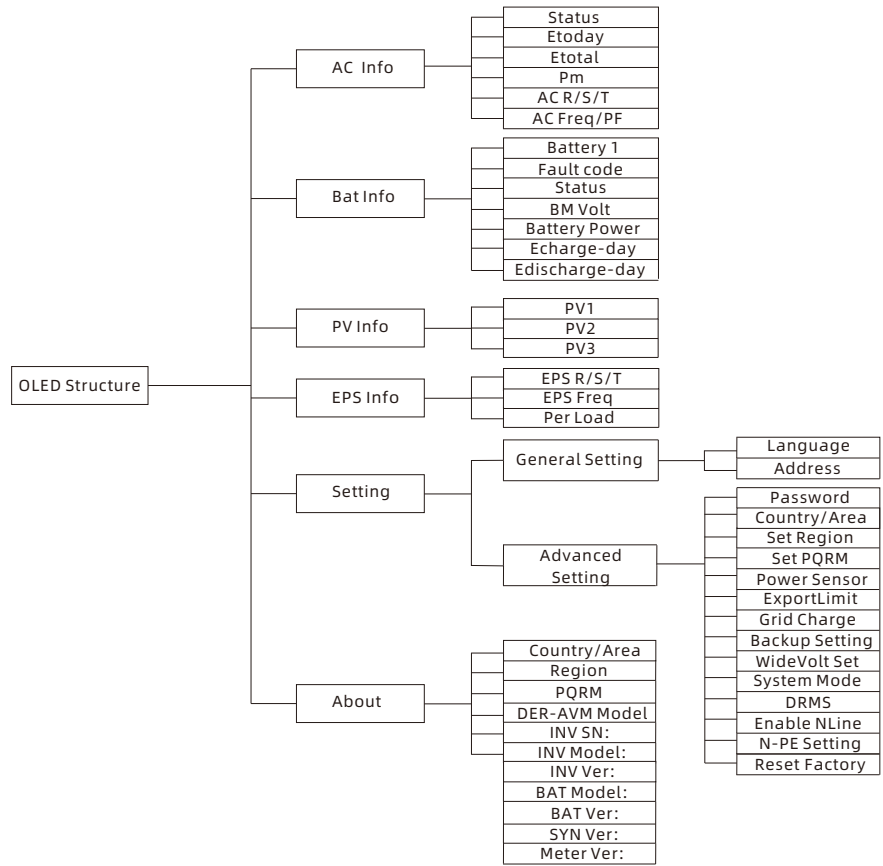 OLED Structure
AC Info
Status
Etoday
Etotal
Pm
AC R/S/T
AC Freq/PF
Bat Info
Battery 1
Fault code
Status
BM Volt
Battery Power
Echarge-day
Edischarge-day
PV Info
PV1
PV2
PV3
EPS Info
EPS R/S/T
EPS Freq
Per Load
Setting
General Setting
Language
Address
Advanced
Setting
Password
Country/Area
Set Region
Set PQRM
Power Sensor
ExportLimit
Grid Charge
Backup Setting
WideVolt Set
System Mode
DRMS
Enable NLine
N-PE Setting
Reset Factory
About
Country/Area
Region
PQRM
DER-AVM Model
INV SN:
INV Model:
INV Ver:
BAT Model:
BAT Ver:
SYN Ver:
Meter Ver: